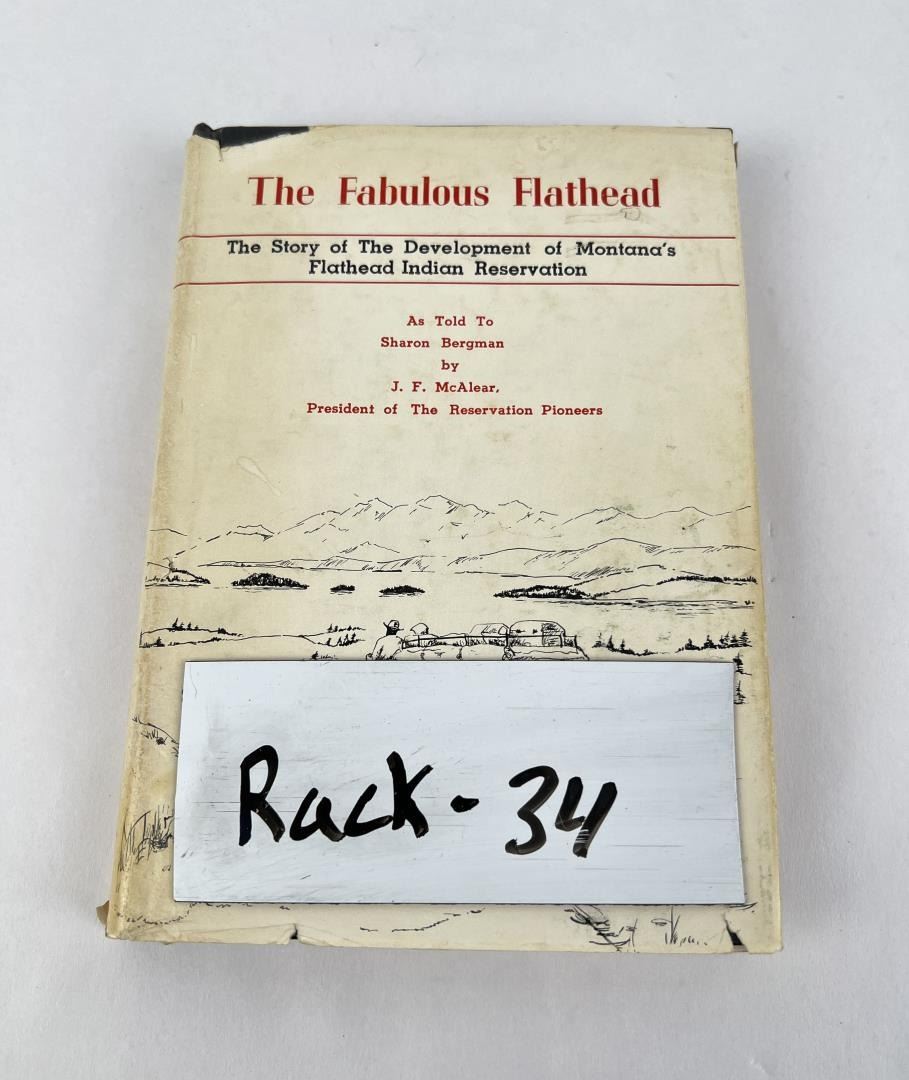 The Fabulous Flathead
The Story of The Development of Montana's
Flathead Indian Reservation
As Told To
Sharon Bergman
by
J. F. McAlear,
President of The Reservation Pioneers
Rack - 34